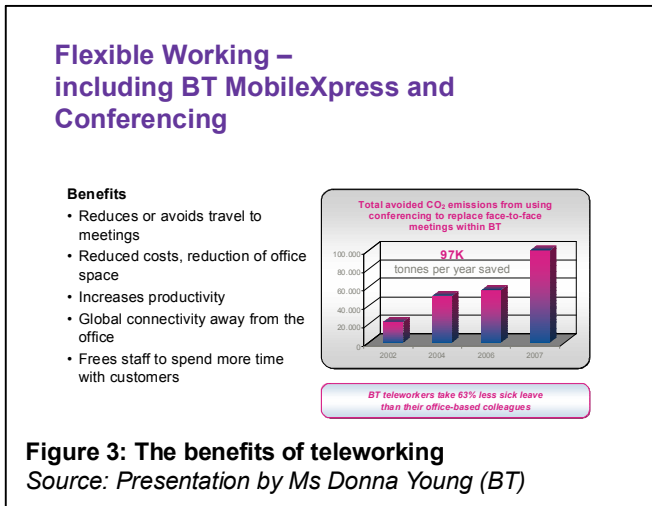 Flexible Working –
including BT MobileXpress and
Conferencing
Benefits
• Reduces or avoids travel to
meetings
• Reduced costs, reduction of office
space
• Increases productivity
• Global connectivity away from the
office
• Frees staff to spend more time
with customers
Total avoided CO₂ emissions from using
conferencing to replace face-to-face
meetings within BT
97K
tonnes per year saved
100.000
80.000
60.000
40.000
20.000
0
2002 2004 2006 2007
BT teleworkers take 63% less sick leave
than their office-based colleagues
Figure 3: The benefits of teleworking
Source: Presentation by Ms Donna Young (BT)